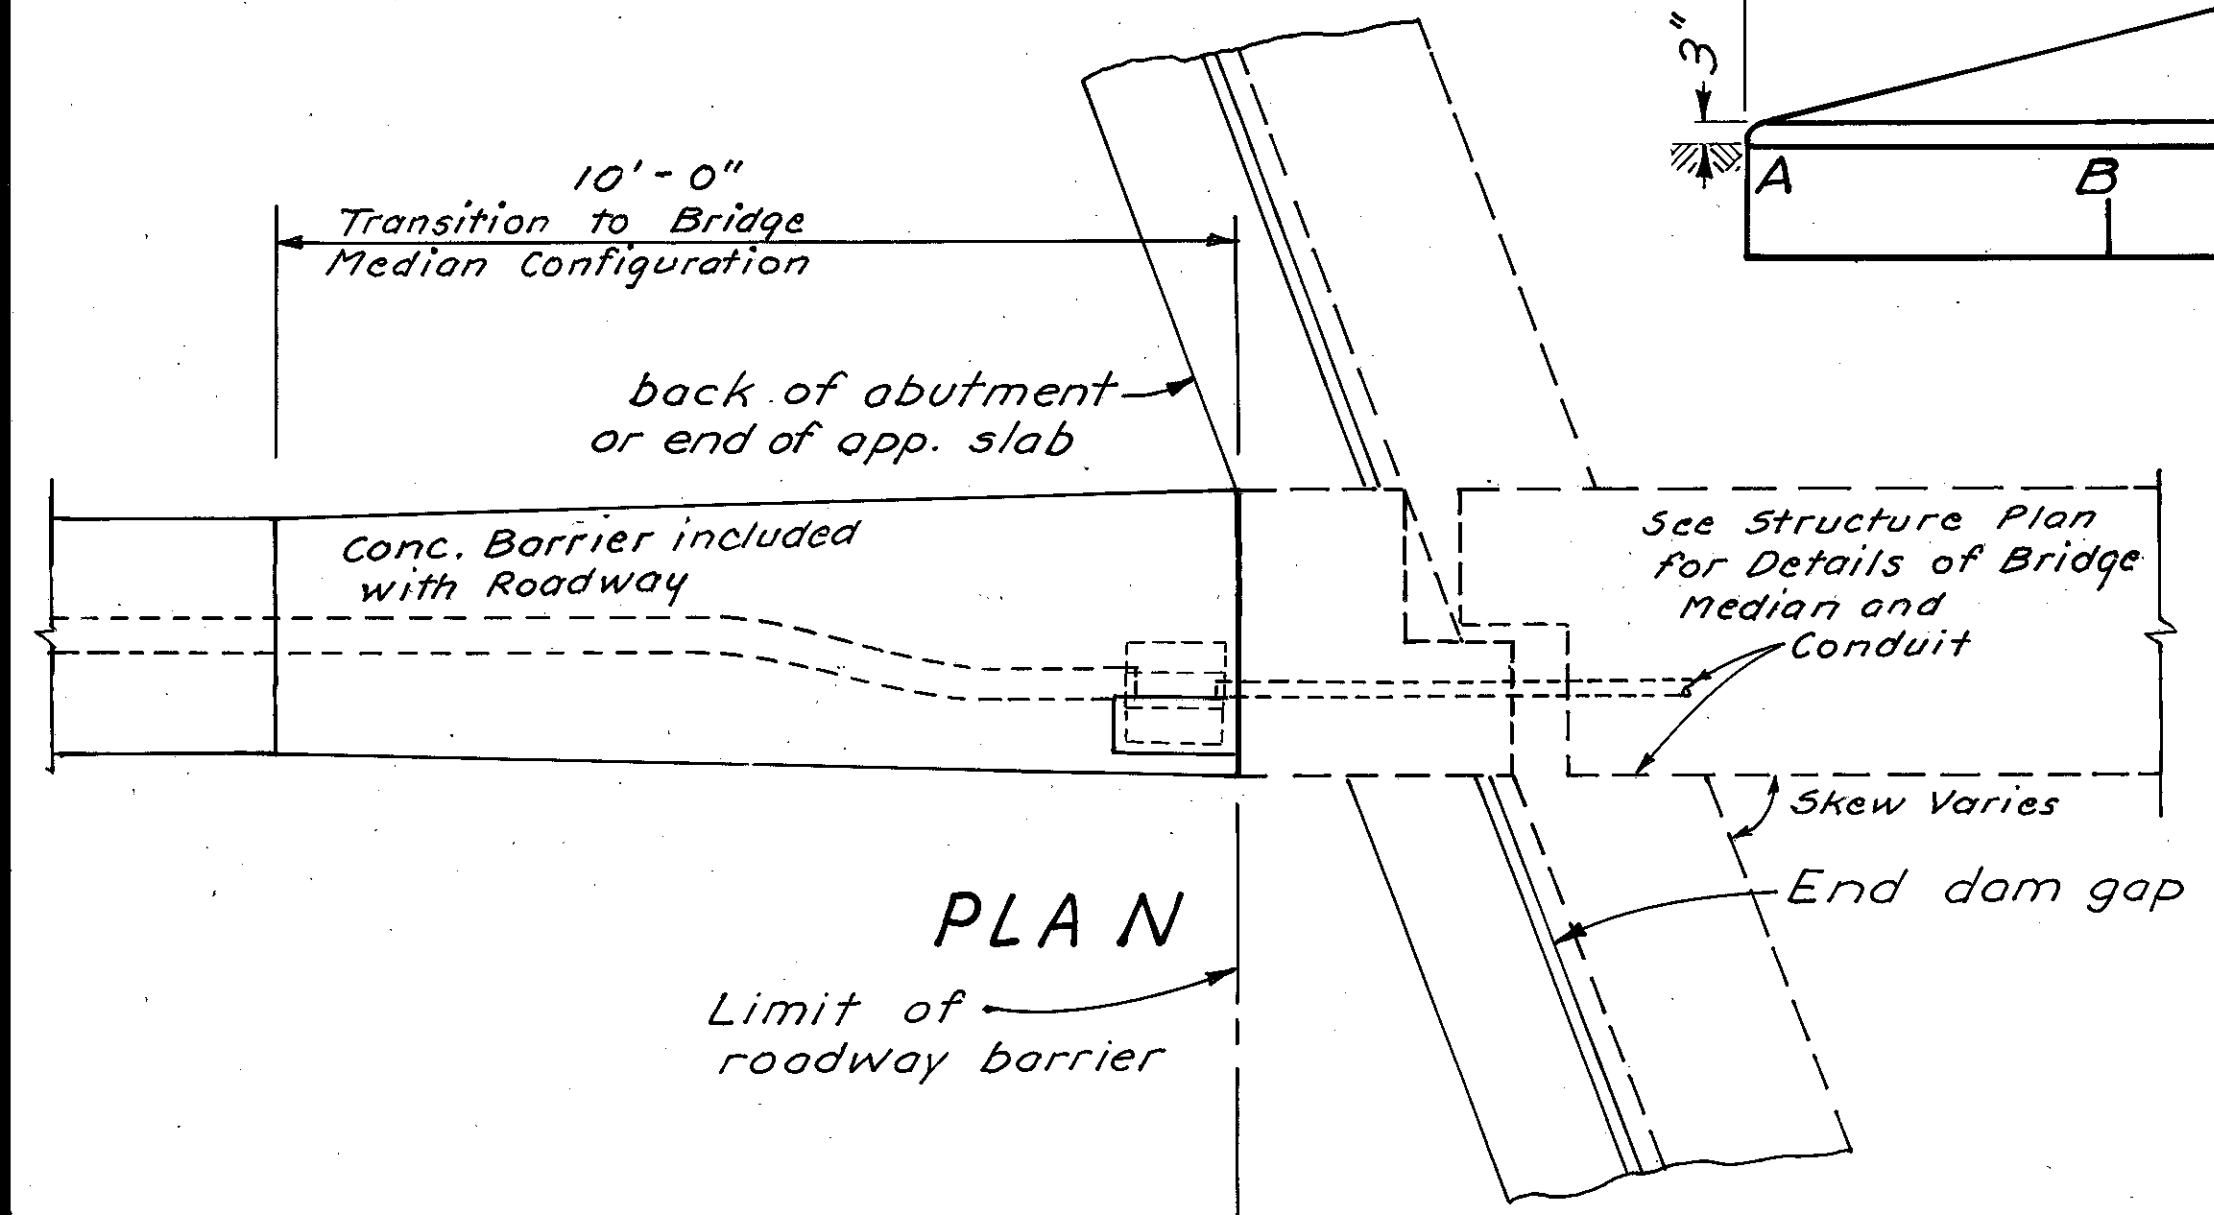 3"
A
B
10'-0"
Transition to Bridge
Median Configuration
back of abutment
or end of app. slab
Conc. Barrier included
with Roadway
See Structure Plan
for Details of Bridge
Median and
Conduit
Skew Varies
End dam gap
PLAN
Limit of
roadway barrier